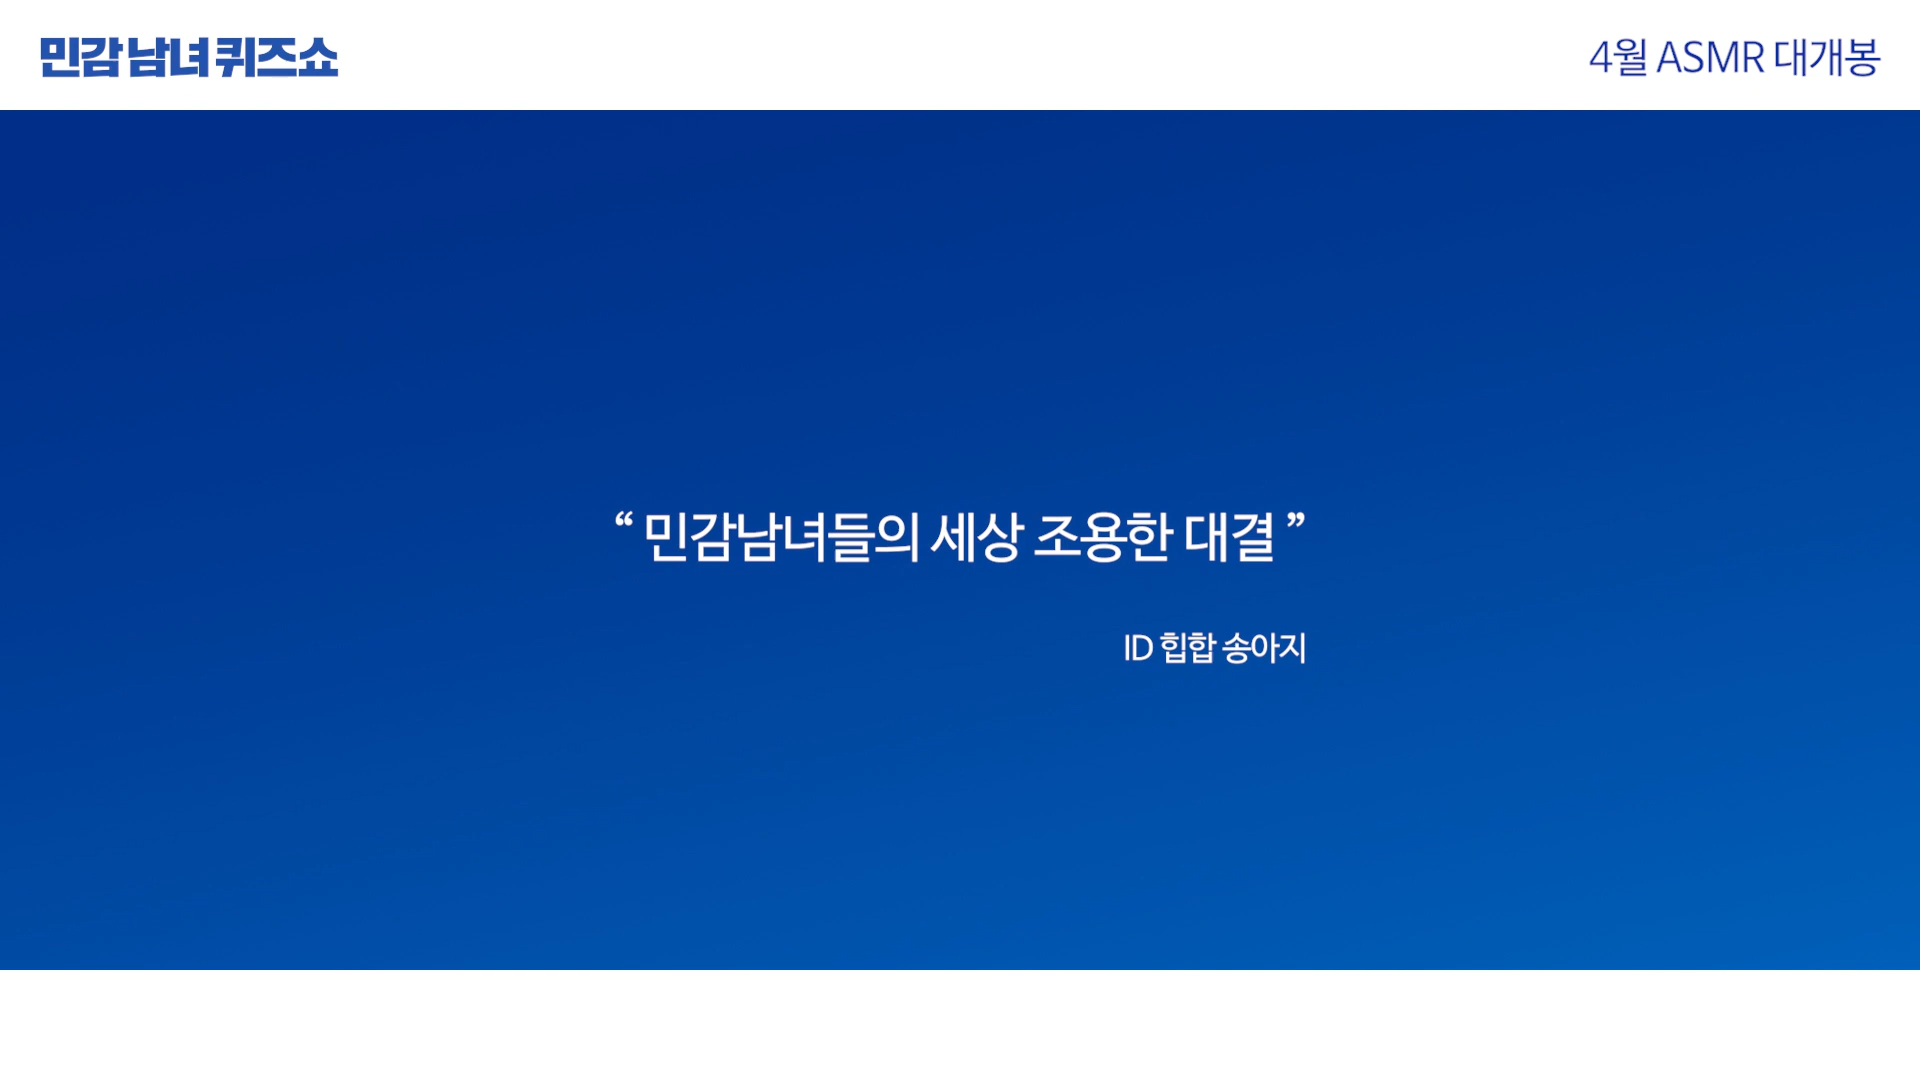 민감남녀 퀴즈쇼
4월 ASMR 대개봉
“ 민감남녀들의 세상 조용한 대결 ”
ID 힙합 송아지